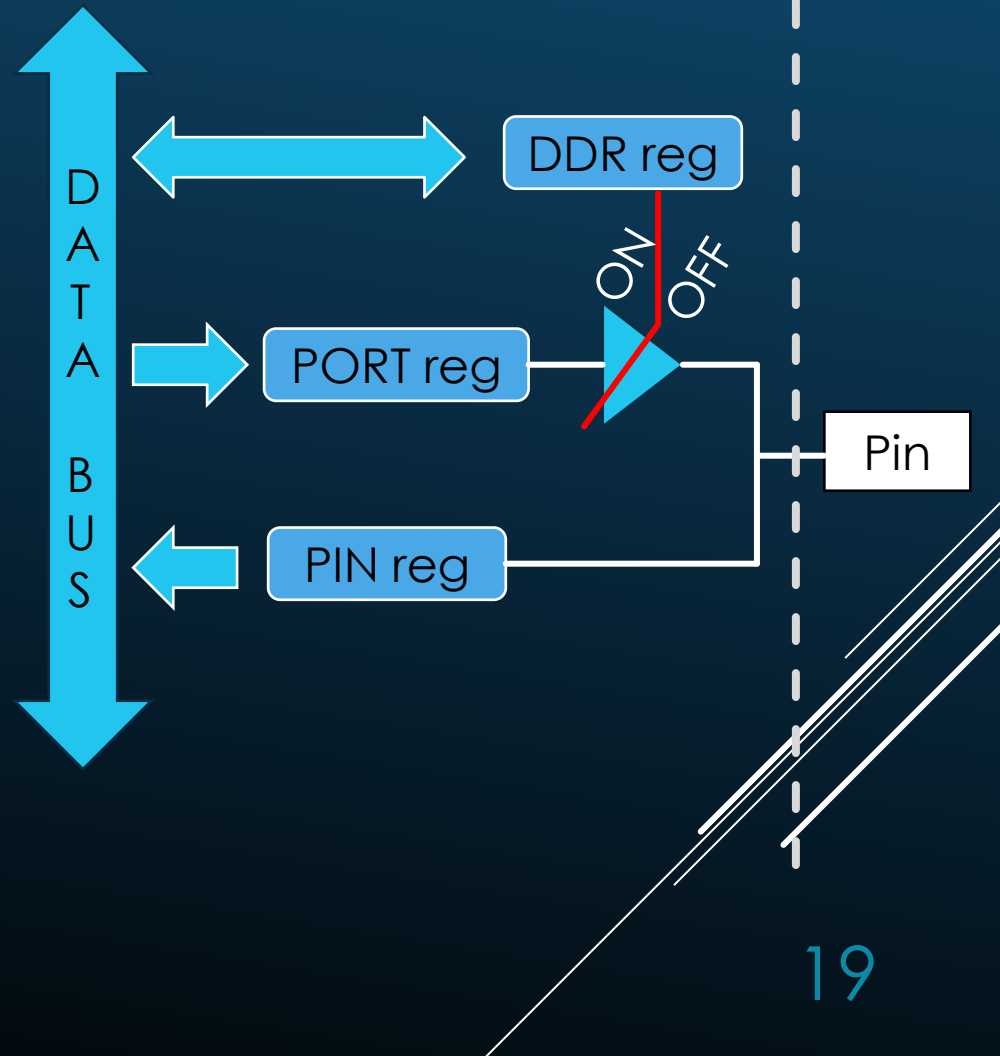 DATA BUS
DDR reg
ON
OFF
PORT reg
Pin
PIN reg
19